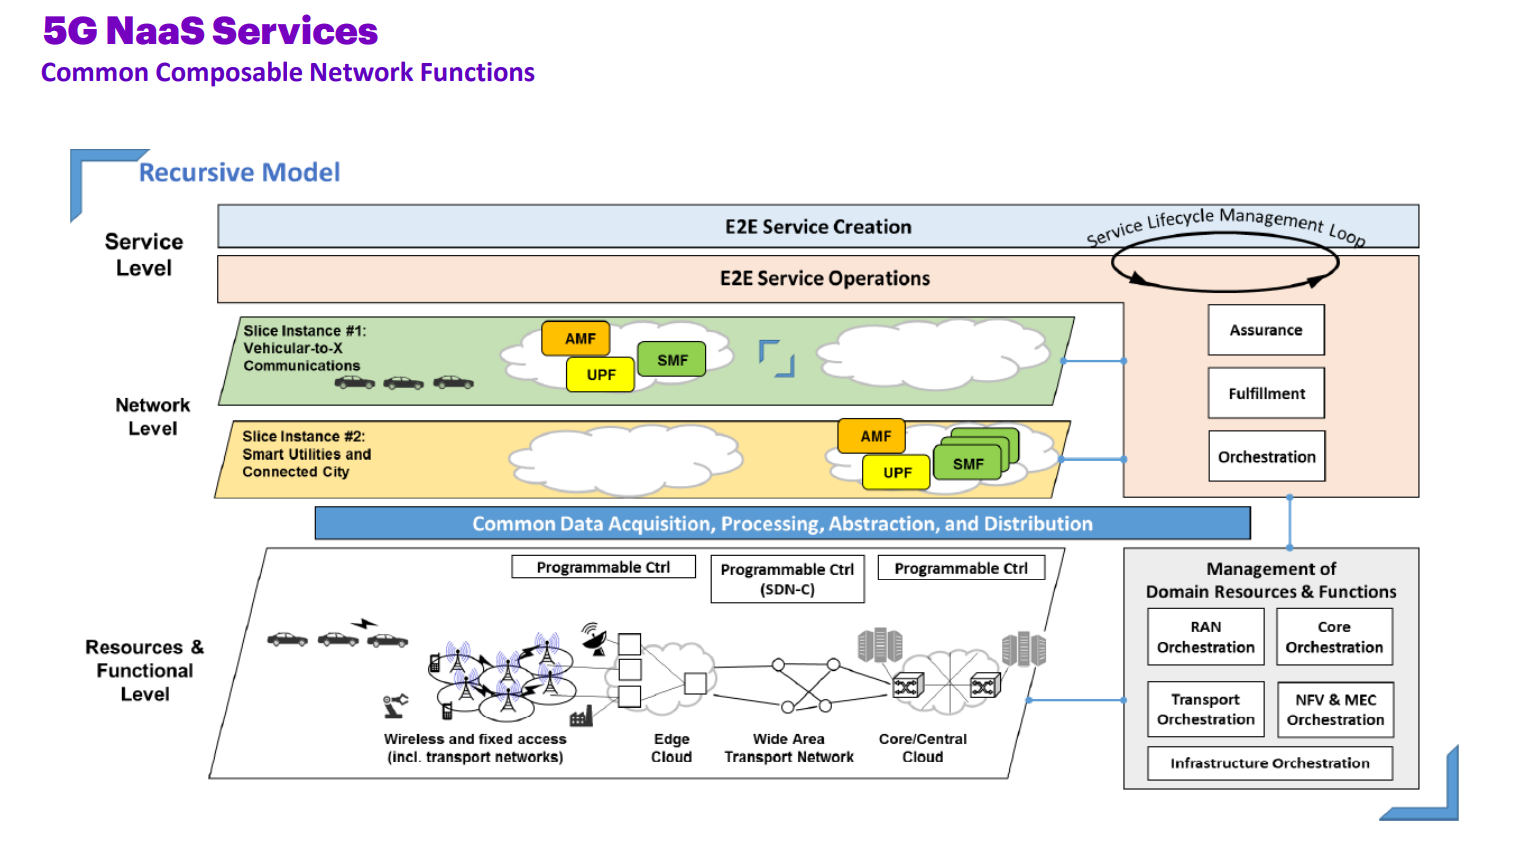 5G NaaS Services
Common Composable Network Functions
Recursive Model
Service
Level
E2E Service Creation
Service Lifecycle Management Loop
E2E Service Operations
Network
Level
Slice Instance #1:
Vehicular-to-X
Communications
AMF
SMF
UPF
Slice Instance #2:
Smart Utilities and
Connected City
AMF
SMF
UPF
Assurance
Fulfillment
Orchestration
Common Data Acquisition, Processing, Abstraction, and Distribution
Resources &
Functional
Level
Programmable Ctrl
Programmable Ctrl
(SDN-C)
Programmable Ctrl
Wireless and fixed access
(incl. transport networks)
Edge
Cloud
Wide Area
Transport Network
Core/Central
Cloud
Management of
Domain Resources & Functions
RAN
Orchestration
Core
Orchestration
Transport
Orchestration
NFV & MEC
Orchestration
Infrastructure Orchestration